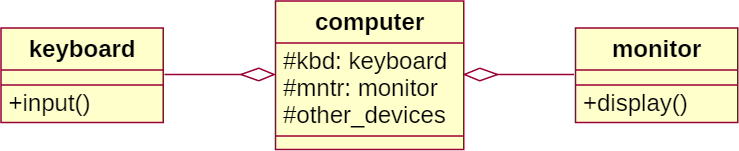 keyboard
+input()
computer
#kbd: keyboard
#mntr: monitor
#other_devices
monitor
+display()